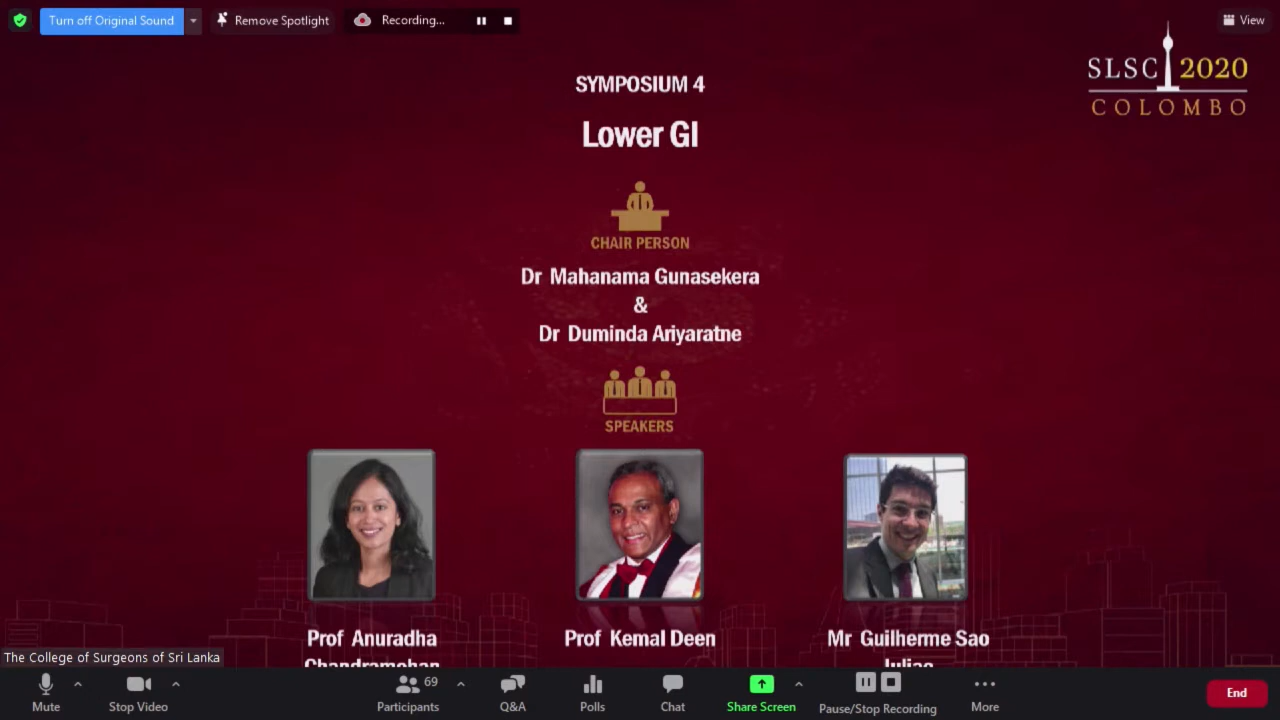 Turn off Original Sound
Remove Spotlight
Recording...
View
SLSC 2020
COLOMBO
SYMPOSIUM 4
Lower GI
CHAIR PERSON
Dr Mahanama Gunasekera
&
Dr Duminda Ariyaratne
SPEAKERS
Prof Anuradha
Chandramohan
Prof Kemal Deen
Mr Guilherme Sao
Juliao
The College of Surgeons of Sri Lanka
Mute
Stop Video
Participants
69
Q&A
Polls
Chat
Share Screen
Pause/Stop Recording
More
End